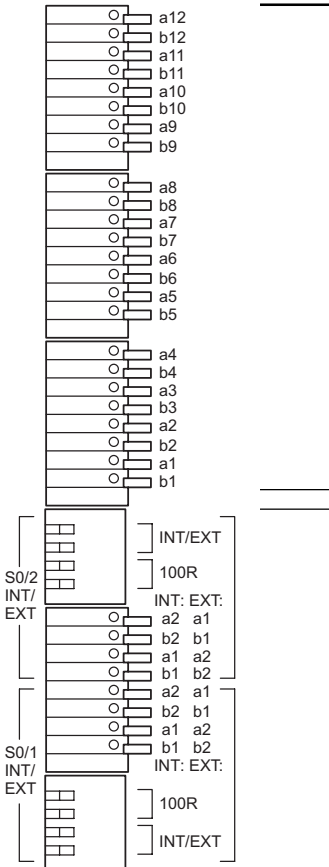 a12
b12
a11
b11
a10
b10
a9
b9
a8
b8
a7
b7
a6
b6
a5
b5
a4
b4
a3
b3
a2
b2
a1
b1
S0/2
INT/
EXT
INT/EXT
100R
INT: EXT:
a2 a1
b2 b1
a1 a2
b1 b2
a2 a1
b2 b1
a1 a2
b1 b2
INT: EXT:
S0/1
INT/
EXT
100R
INT/EXT